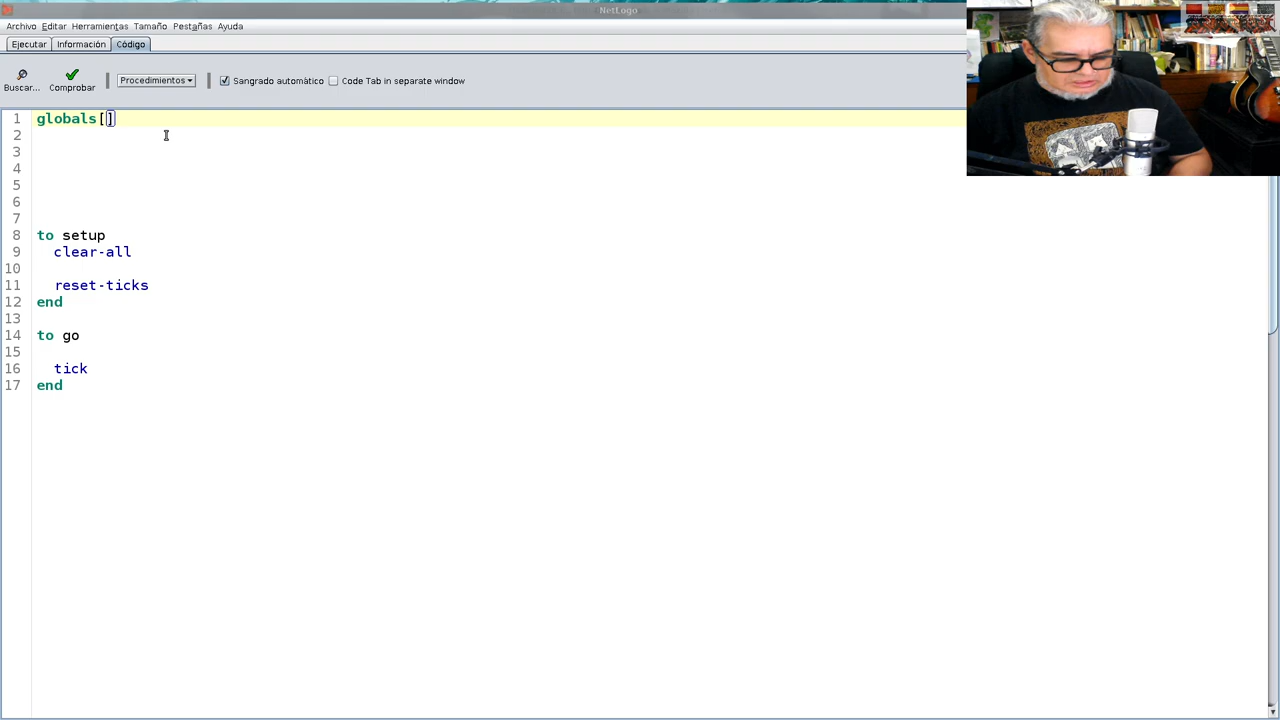 NetLogo
Archivo Editar Herramientas Tamaño Pestañas Ayuda
Ejecutar Información Código
Buscar... Comprobar Procedimientos Sangrado automático Code Tab in separate window
1 globals[]
2
3
4
5
6
7
8 to setup
9 clear-all
10
11 reset-ticks
12 end
13
14 to go
15
16 tick
17 end